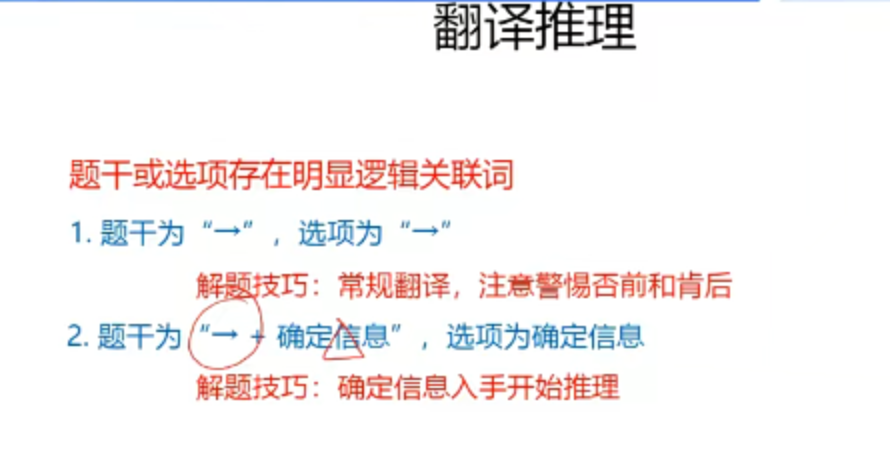 翻译推理
题干或选项存在明显逻辑关联词
1. 题干为“→”，选项为“→”
解题技巧：常规翻译，注意警惕否前和肯后
2. 题干为“→ + 确定信息”，选项为确定信息
解题技巧：确定信息入手开始推理